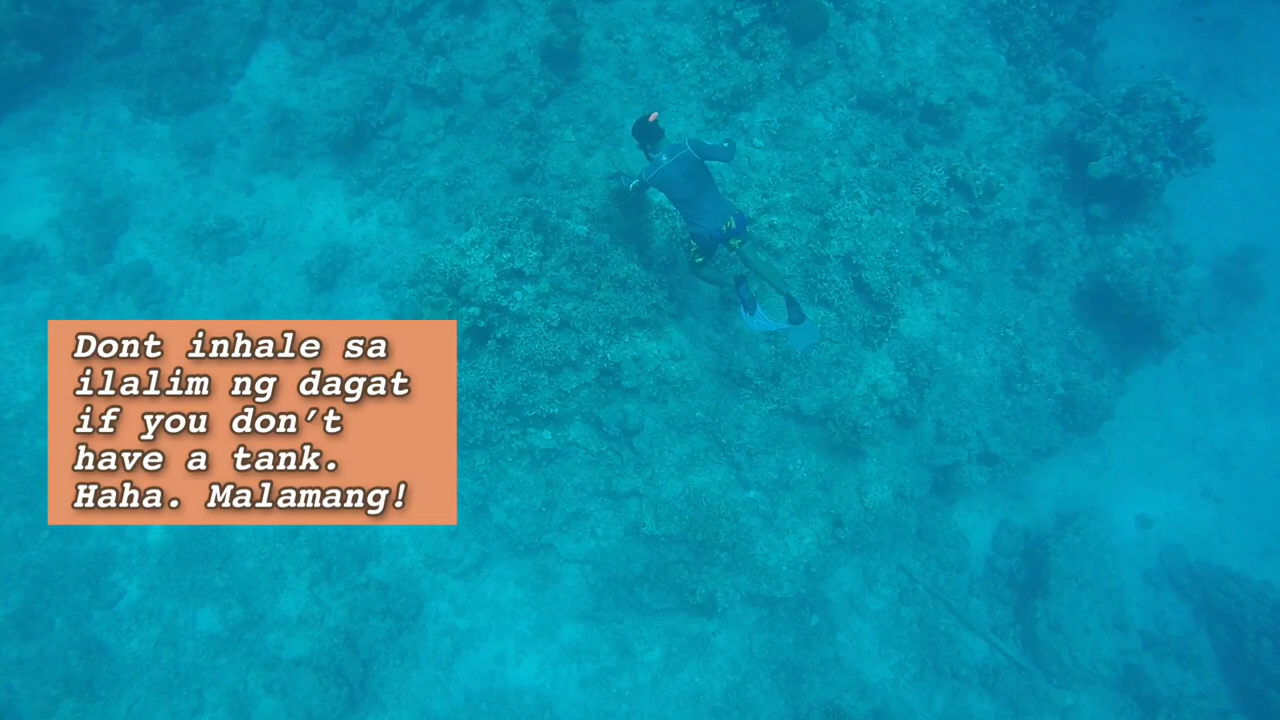 Dont inhale sa
ilalim ng dagat
if you don’t
have a tank.
Haha. Malamang!